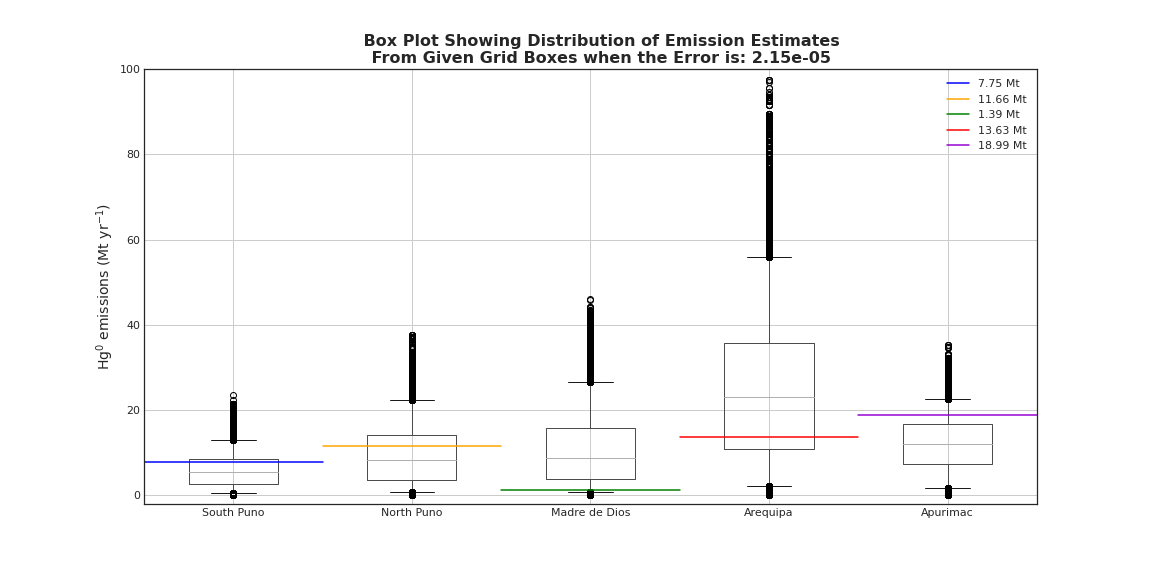 Box Plot Showing Distribution of Emission Estimates
From Given Grid Boxes when the Error is: 2.15e-05
Hg⁰ emissions (Mt yr⁻¹)
100
80
60
40
20
0
7.75 Mt
11.66 Mt
1.39 Mt
13.63 Mt
18.99 Mt
South Puno
North Puno
Madre de Dios
Arequipa
Apurimac